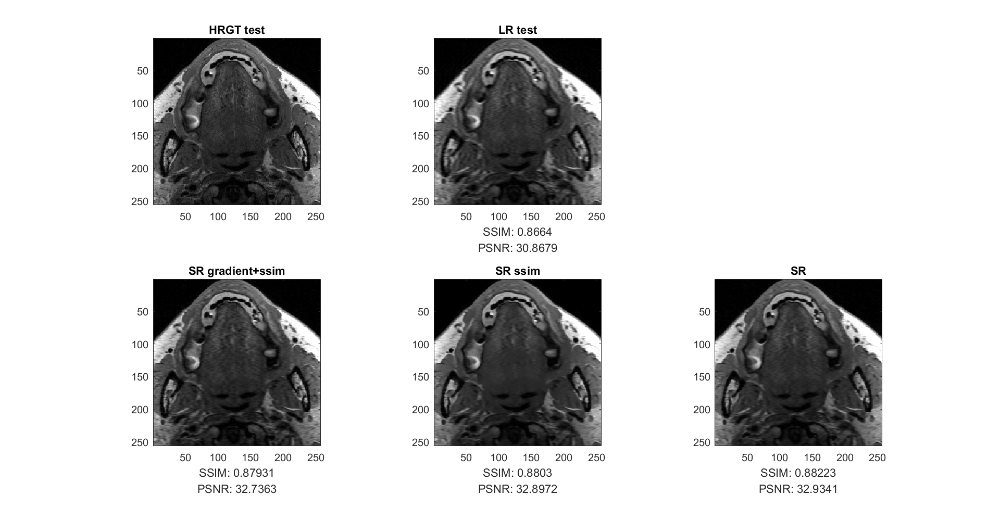 HRGT test
50
100
150
200
250
50 100 150 200 250
LR test
50
100
150
200
250
50 100 150 200 250
SSIM: 0.8664
PSNR: 30.8679
SR gradient+ssim
50
100
150
200
250
50 100 150 200 250
SSIM: 0.87931
PSNR: 32.7363
SR ssim
50
100
150
200
250
50 100 150 200 250
SSIM: 0.8803
PSNR: 32.8972
SR
50
100
150
200
250
50 100 150 200 250
SSIM: 0.88223
PSNR: 32.9341